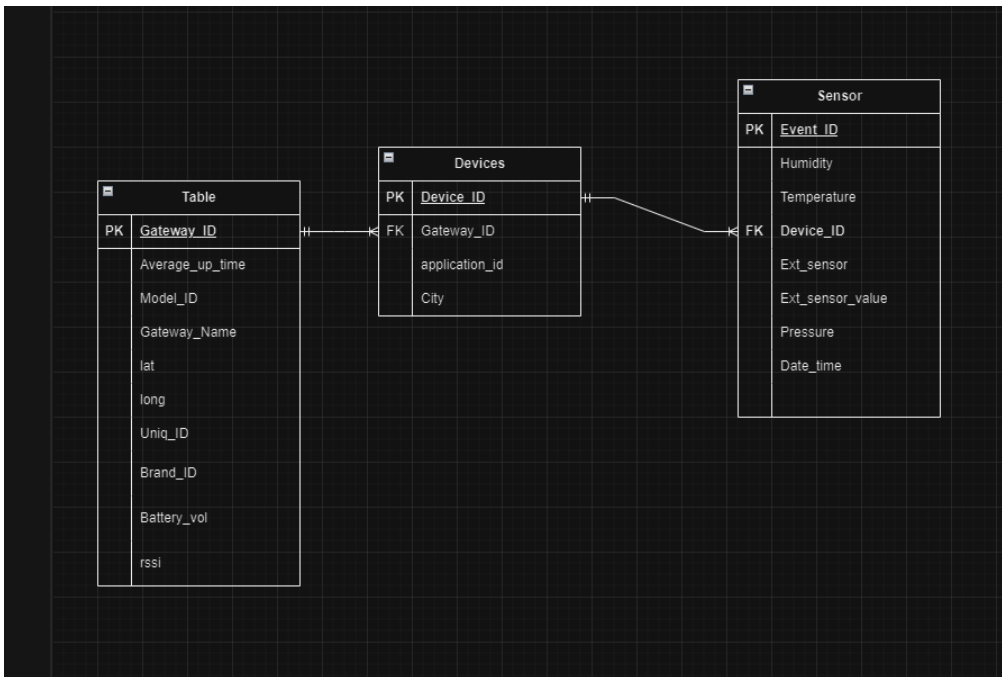 Table
PK Gateway_ID
Average_up_time
Model_ID
Gateway_Name
lat
long
Uniq_ID
Brand_ID
Battery_vol
rssi
Devices
PK Device_ID
FK Gateway_ID
application_id
City
Sensor
PK Event_ID
Humidity
Temperature
FK Device_ID
Ext_sensor
Ext_sensor_value
Pressure
Date_time